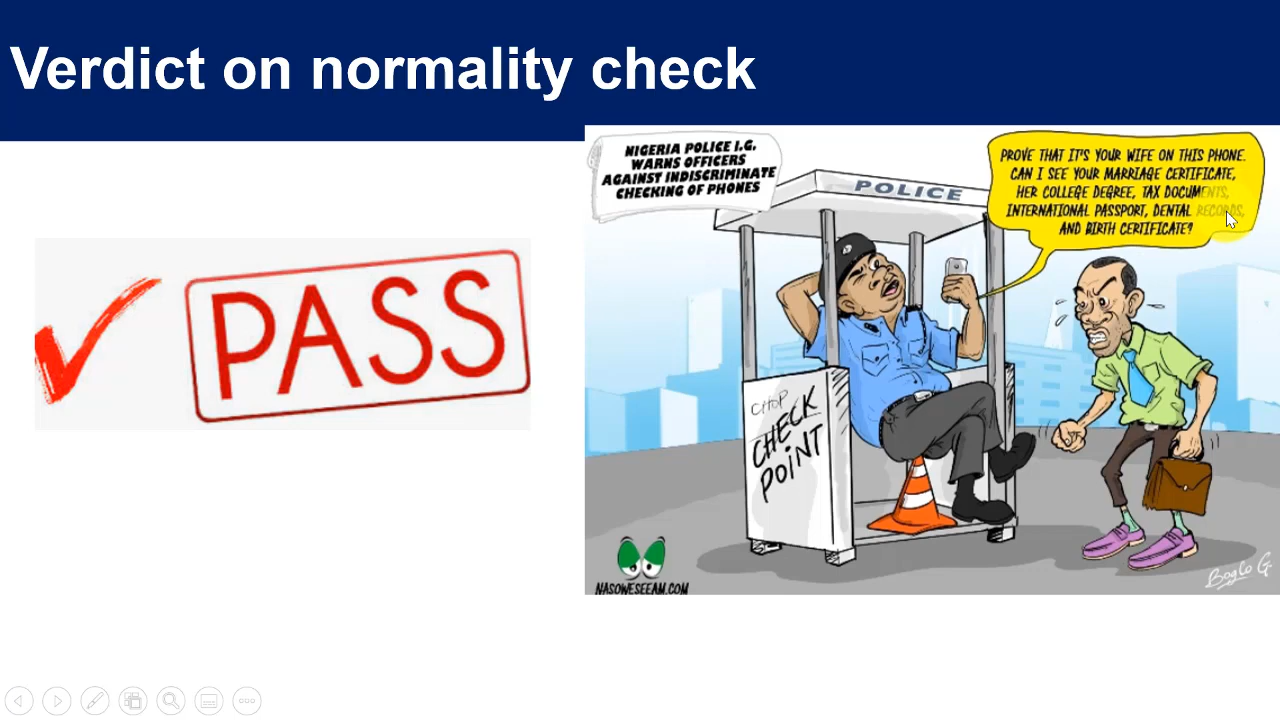 Verdict on normality check
PASS
NIGERIA POLICE I.G.
WARNS OFFICERS
AGAINST INDISCRIMINATE
CHECKING OF PHONES
POLICE
PROVE THAT IT'S YOUR WIFE ON THIS PHONE.
CAN I SEE YOUR MARRIAGE CERTIFICATE,
HER COLLEGE DEGREE, TAX DOCUMENTS,
INTERNATIONAL PASSPORT, DENTAL RECORDS,
AND BIRTH CERTIFICATE?
CHOP
CHECK
POINT
NASOWESEEAM.COM